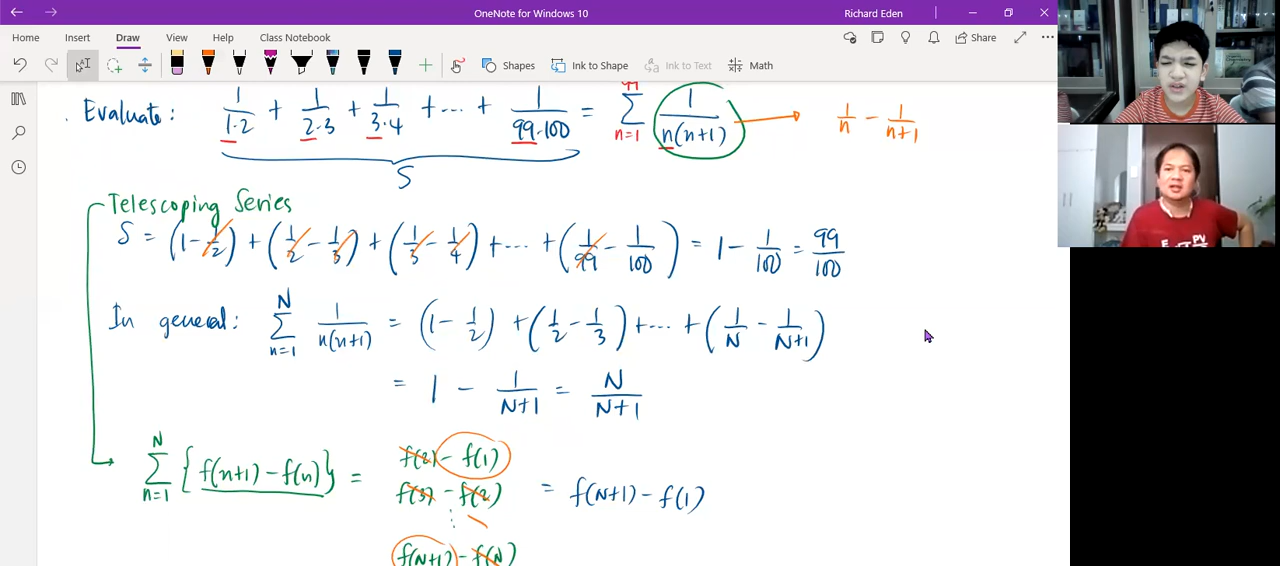 OneNote for Windows 10
Richard Eden
Home Insert Draw View Help Class Notebook
Share
Shapes Ink to Shape Ink to Text Math
. Evaluate: 1/1·2 + 1/2·3 + 1/3·4 + ... + 1/99·100 = ∑ n=1 99 1/n(n+1) → 1/n - 1/n+1
S
Telescoping Series
S = (1 - 1/2) + (1/2 - 1/3) + (1/3 - 1/4) + ... + (1/99 - 1/100) = 1 - 1/100 = 99/100
In general: ∑ n=1 N 1/n(n+1) = (1 - 1/2) + (1/2 - 1/3) + ... + (1/N - 1/N+1)
= 1 - 1/N+1 = N/N+1
∑ n=1 N { f(n+1) - f(n) } = f(2) - f(1)
f(3) - f(2) = f(N+1) - f(1)
⋮
f(N+1) - f(N)